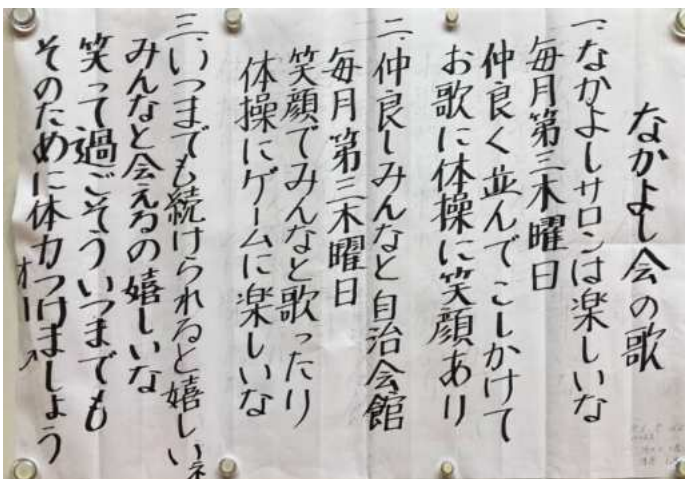 なかよし会の歌
一、なかよしサロンは楽しいな
毎月第三木曜日
仲良く並んでこしかけて
お歌に体操に笑顔あり
二、仲良しみんなと自治会館
毎月第三木曜日
笑顔でみんなと歌ったり
体操にゲームに楽しいな
三、いつまでも続けられると嬉しいネ
みんなと会えるの嬉しいな
笑って過ごそういつまでも
そのために体力つけましょう
オー